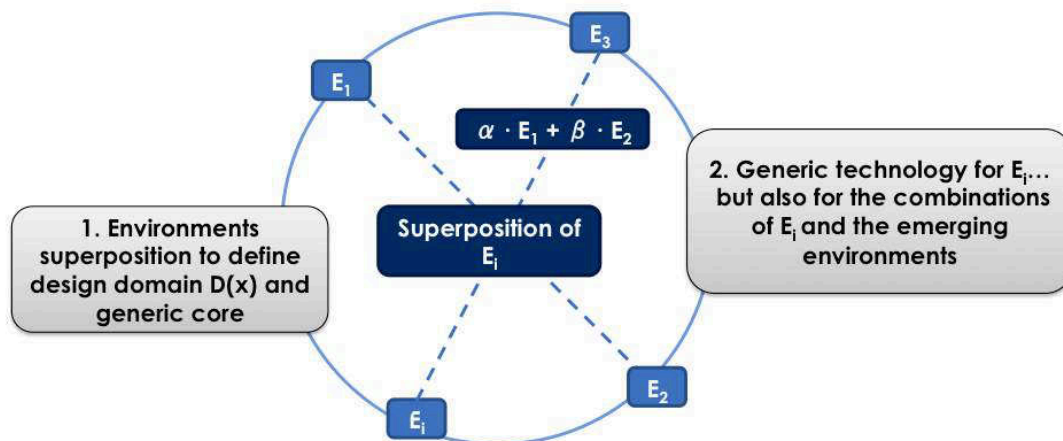 E₃
E₁
α · E₁ + β · E₂
2. Generic technology for Eᵢ…
but also for the combinations
of Eᵢ and the emerging
environments
1. Environments
superposition to define
design domain D(x) and
generic core
Superposition of
Eᵢ
E₂
Eᵢ